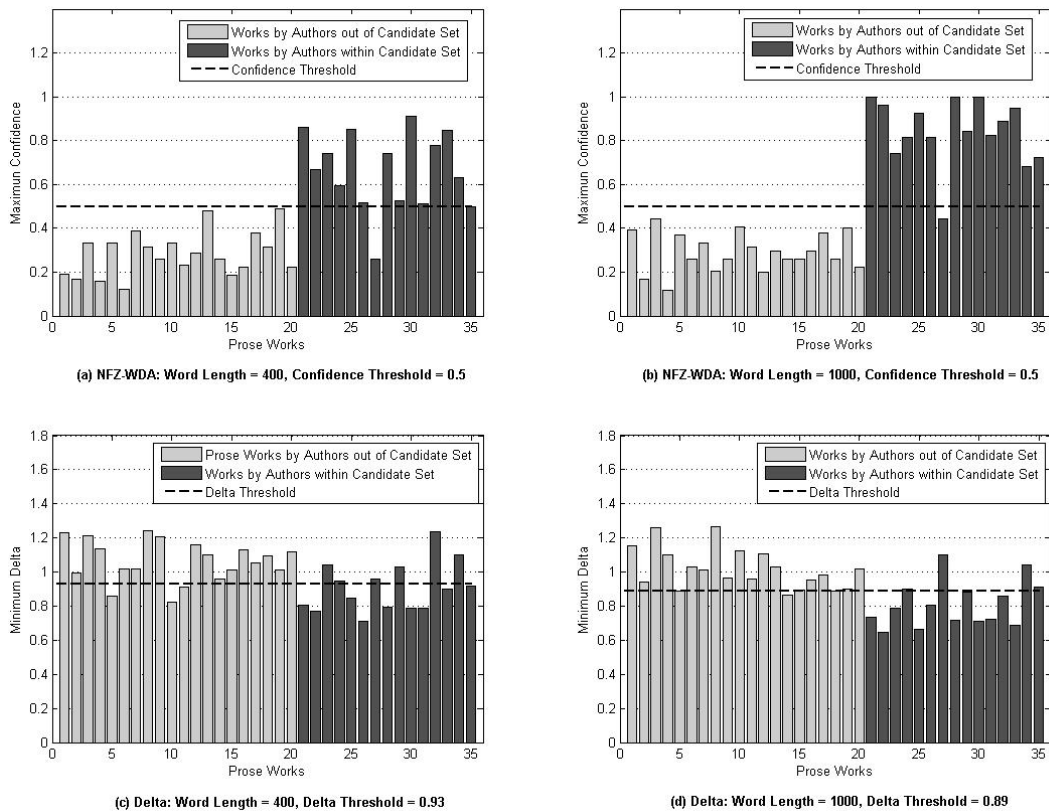 1.4
1.2
1
0.8
0.6
0.4
0.2
0
Maximun Confidence
Works by Authors out of Candidate Set
Works by Authors within Candidate Set
Confidence Threshold
0 5 10 15 20 25 30 35
Prose Works
(a) NFZ-WDA: Word Length = 400, Confidence Threshold = 0.5
1.4
1.2
1
0.8
0.6
0.4
0.2
0
Maximum Confidence
Works by Authors out of Candidate Set
Works by Authors within Candidate Set
Confidence Threshold
0 5 10 15 20 25 30 35
Prose Works
(b) NFZ-WDA: Word Length = 1000, Confidence Threshold = 0.5
1.8
1.6
1.4
1.2
1
0.8
0.6
0.4
0.2
0
Minimum Delta
Prose Works by Authors out of Candidate Set
Works by Authors within Candidate Set
Delta Threshold
0 5 10 15 20 25 30 35
Prose Works
(c) Delta: Word Length = 400, Delta Threshold = 0.93
1.8
1.6
1.4
1.2
1
0.8
0.6
0.4
0.2
0
Minimum Delta
Works by Authors out of Candidate Set
Works by Authors within Candidate Set
Delta Threshold
0 5 10 15 20 25 30 35
Prose Works
(d) Delta: Word Length = 1000, Delta Threshold = 0.89